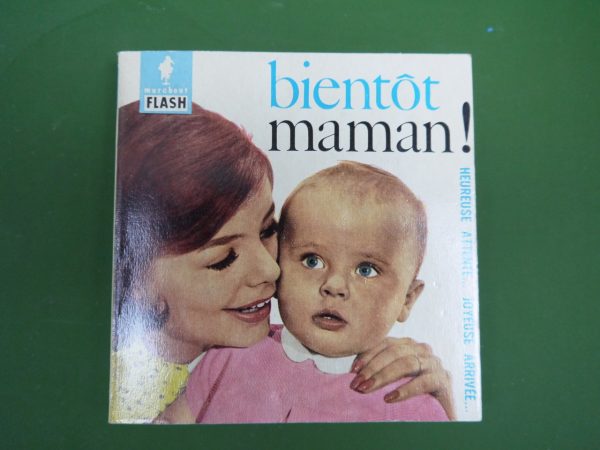 marabout
FLASH
bientôt
maman!
HEUREUSE ATTENTE... JOYEUSE ARRIVÉE...